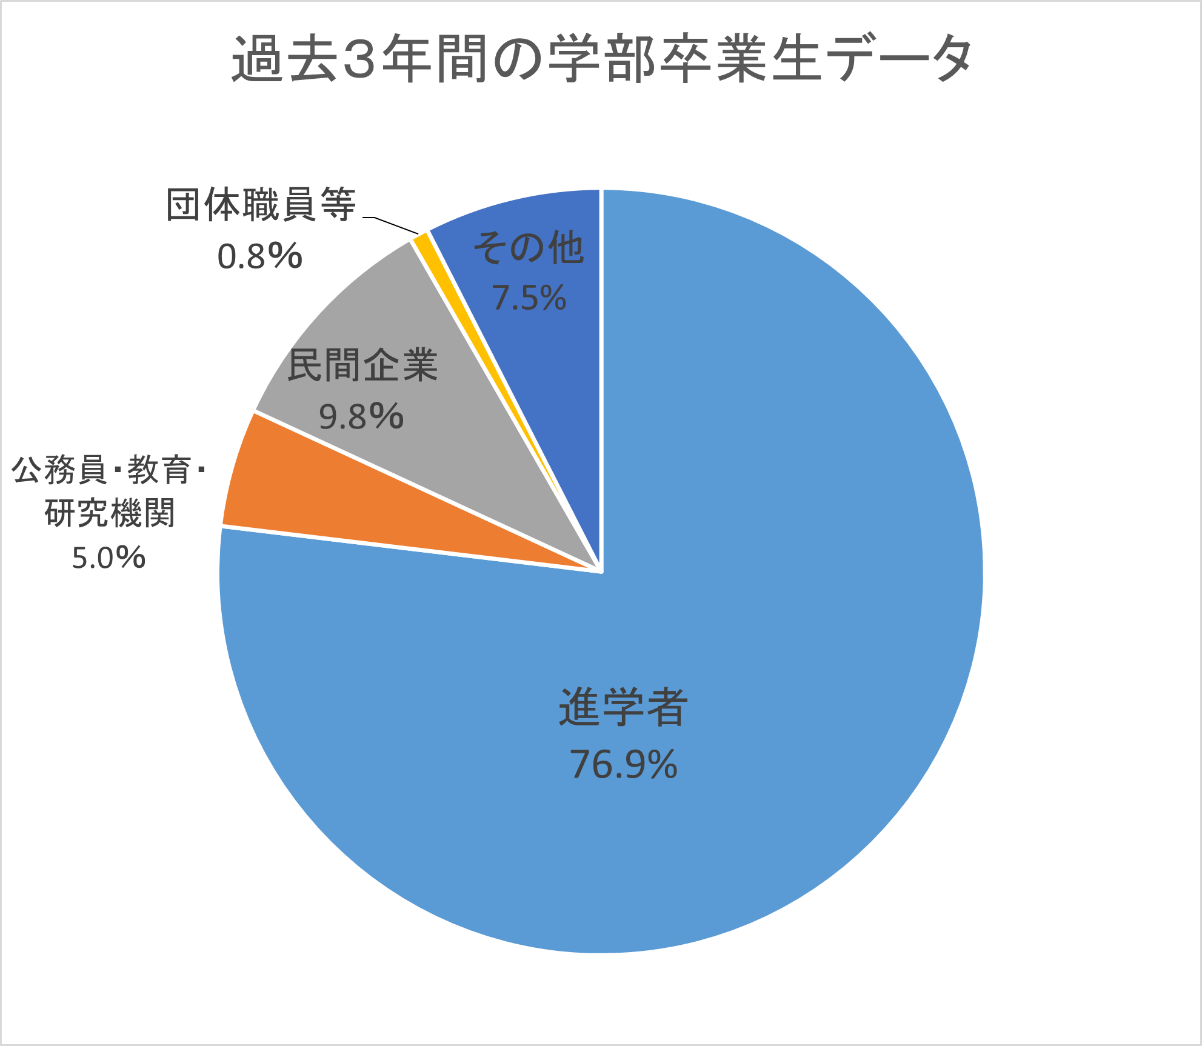 過去３年間の学部卒業生データ
団体職員等
0.8%
その他
7.5%
民間企業
9.8%
公務員・教育・
研究機関
5.0%
進学者
76.9%